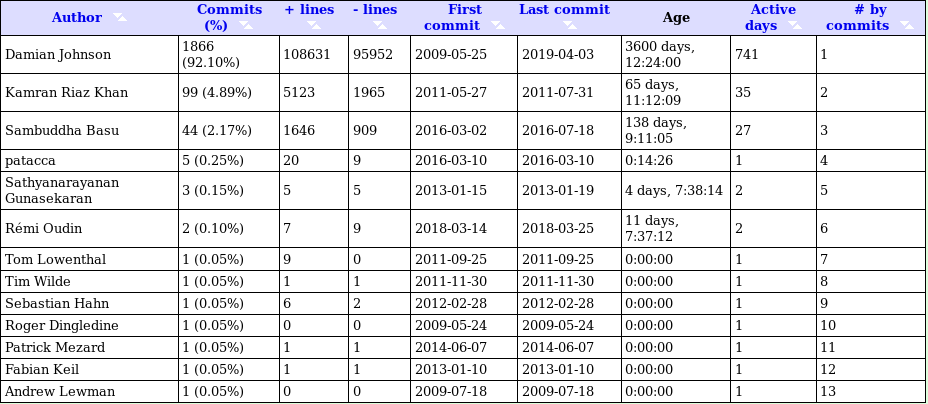 Author Commits (%) + lines - lines First commit Last commit Age Active days # by commits
Damian Johnson 1866 (92.10%) 108631 95952 2009-05-25 2019-04-03 3600 days, 12:24:00 741 1
Kamran Riaz Khan 99 (4.89%) 5123 1965 2011-05-27 2011-07-31 65 days, 11:12:09 35 2
Sambuddha Basu 44 (2.17%) 1646 909 2016-03-02 2016-07-18 138 days, 9:11:05 27 3
patacca 5 (0.25%) 20 9 2016-03-10 2016-03-10 0:14:26 1 4
Sathyanarayanan Gunasekaran 3 (0.15%) 5 5 2013-01-15 2013-01-19 4 days, 7:38:14 2 5
Rémi Oudin 2 (0.10%) 7 9 2018-03-14 2018-03-25 11 days, 7:37:12 2 6
Tom Lowenthal 1 (0.05%) 9 0 2011-09-25 2011-09-25 0:00:00 1 7
Tim Wilde 1 (0.05%) 1 1 2011-11-30 2011-11-30 0:00:00 1 8
Sebastian Hahn 1 (0.05%) 6 2 2012-02-28 2012-02-28 0:00:00 1 9
Roger Dingledine 1 (0.05%) 0 0 2009-05-24 2009-05-24 0:00:00 1 10
Patrick Mezard 1 (0.05%) 1 1 2014-06-07 2014-06-07 0:00:00 1 11
Fabian Keil 1 (0.05%) 1 1 2013-01-10 2013-01-10 0:00:00 1 12
Andrew Lewman 1 (0.05%) 0 0 2009-07-18 2009-07-18 0:00:00 1 13